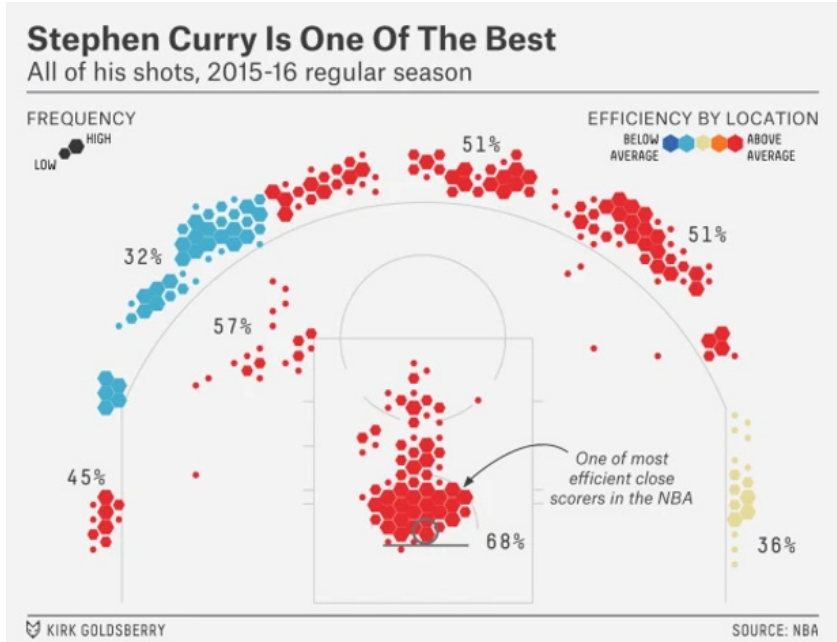 Stephen Curry Is One Of The Best
All of his shots, 2015-16 regular season
FREQUENCY
HIGH
LOW
EFFICIENCY BY LOCATION
BELOW
AVERAGE
ABOVE
AVERAGE
51%
32%
51%
57%
45%
One of most
efficient close
scorers in the NBA
68%
36%
KIRK GOLDSBERRY
SOURCE: NBA